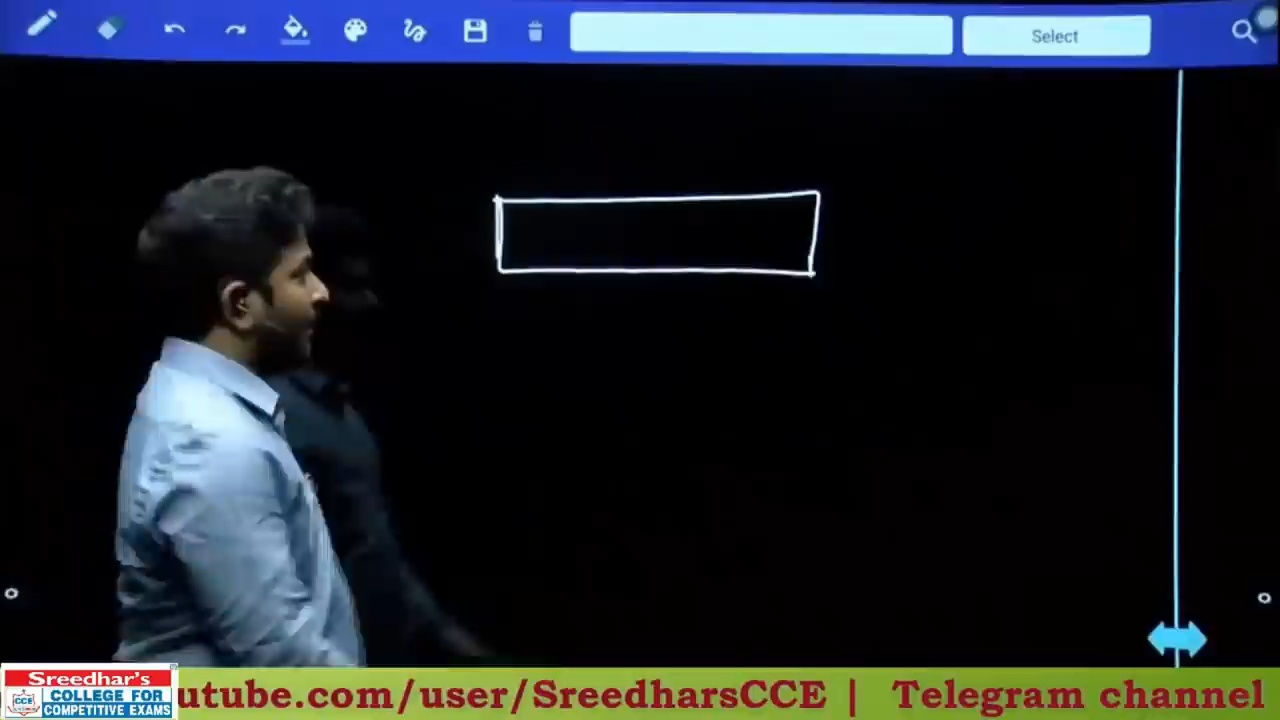 Select
Sreedhar's
CCE
COLLEGE FOR
COMPETITIVE EXAMS
utube.com/user/SreedharsCCE | Telegram channel